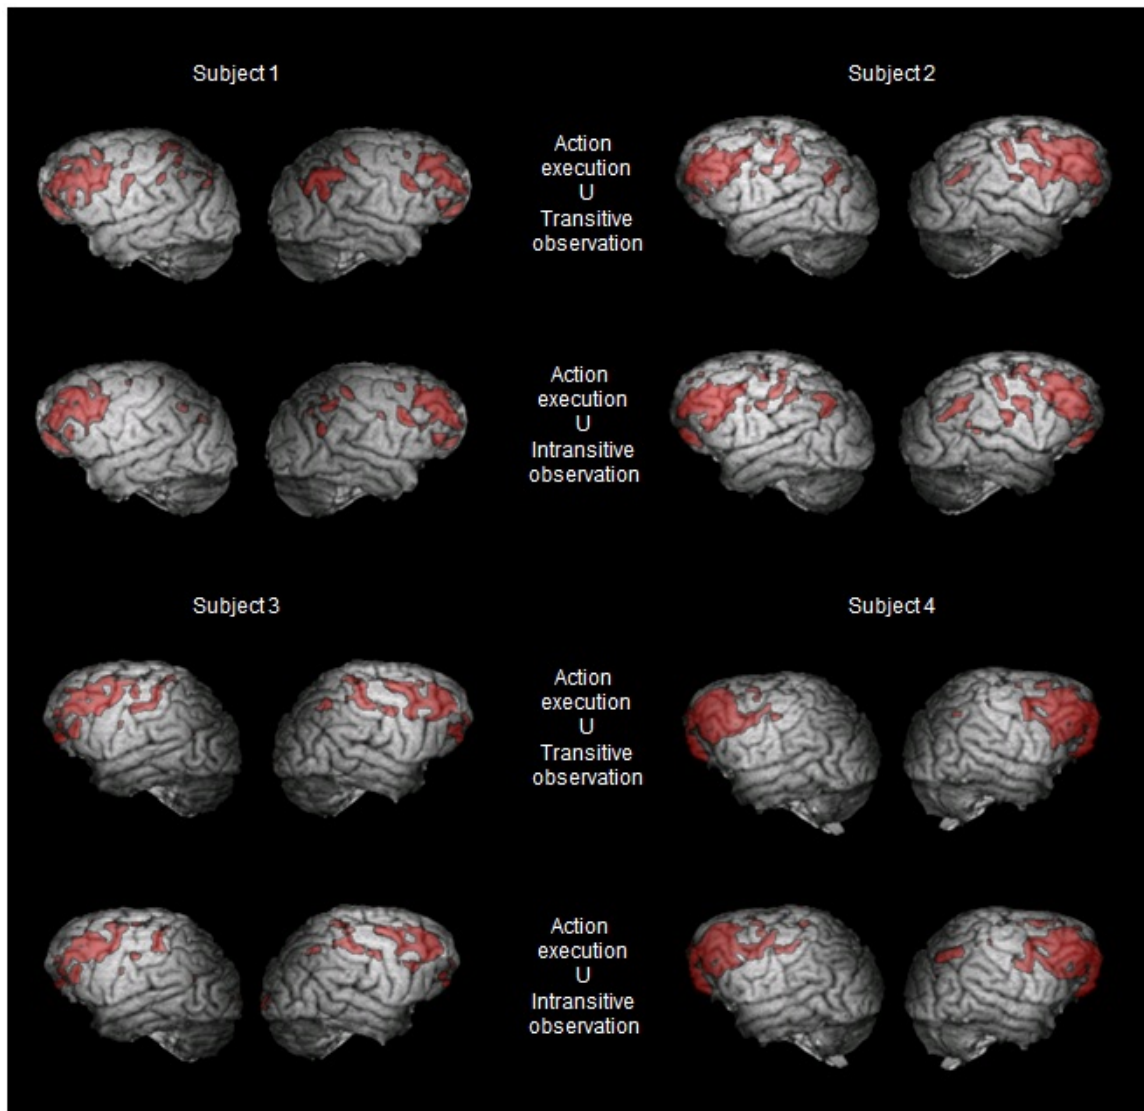 Subject 1
Subject 2
Action
execution
U
Transitive
observation
Action
execution
U
Intransitive
observation
Subject 3
Subject 4
Action
execution
U
Transitive
observation
Action
execution
U
Intransitive
observation